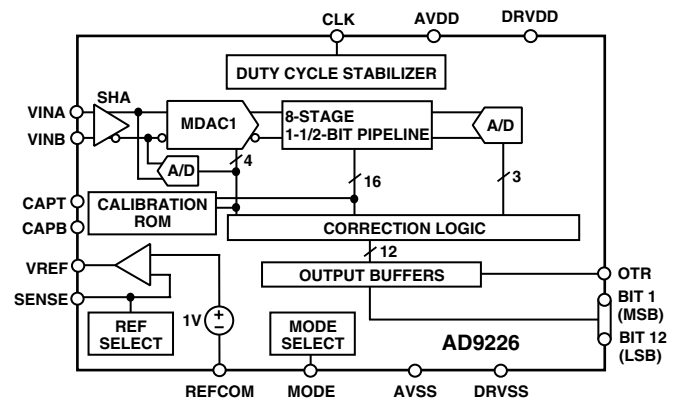 CLK
AVDD
DRVDD
DUTY CYCLE STABILIZER
SHA
VINA
VINB
MDAC1
8-STAGE
1-1/2-BIT PIPELINE
A/D
A/D
4
16
3
CAPT
CAPB
CALIBRATION
ROM
CORRECTION LOGIC
12
VREF
OUTPUT BUFFERS
OTR
SENSE
BIT 1
(MSB)
REF
SELECT
1V
MODE
SELECT
AD9226
BIT 12
(LSB)
REFCOM
MODE
AVSS
DRVSS